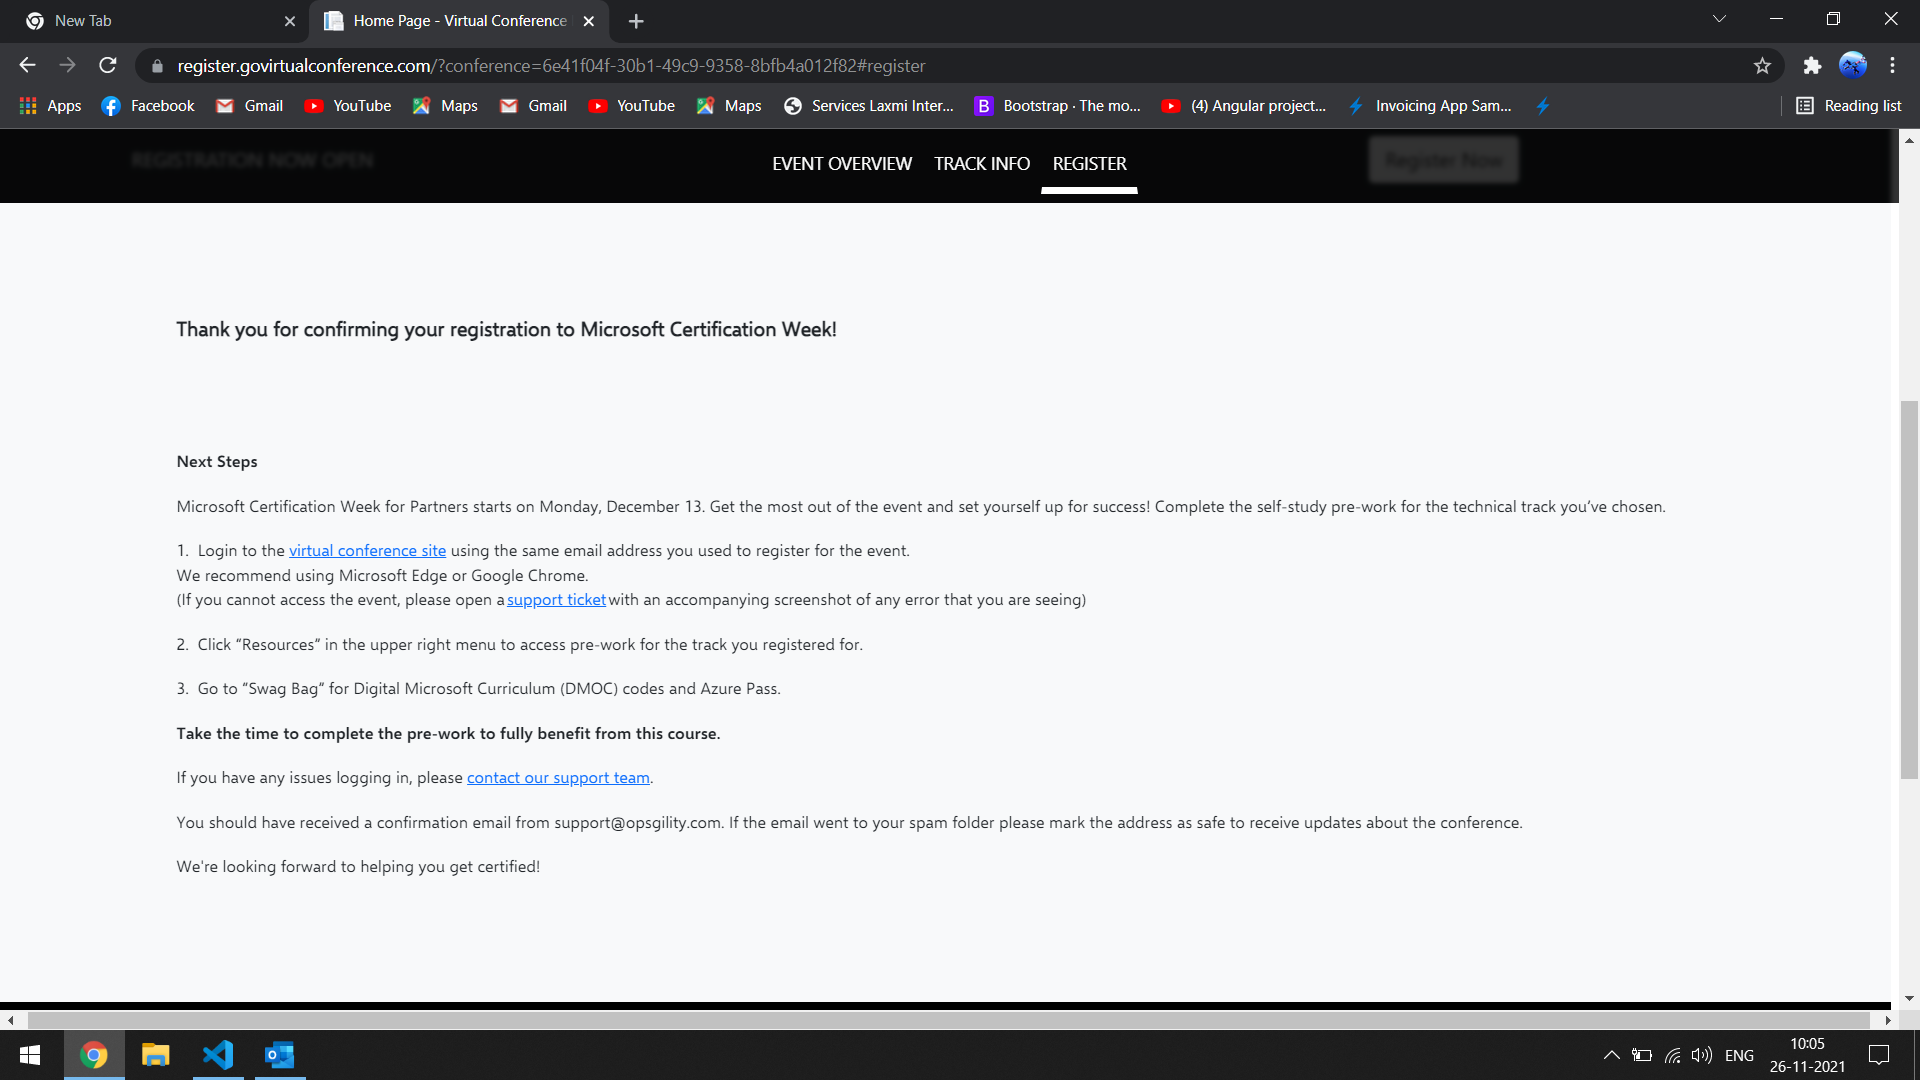 New Tab
Home Page - Virtual Conference
register.govirtualconference.com/?conference=6e41f04f-30b1-49c9-9358-8bfb4a012f82#register
Apps Facebook Gmail YouTube Maps Gmail YouTube Maps Services Laxmi Inter... Bootstrap · The mo... (4) Angular project... Invoicing App Sam... Reading list
REGISTRATION NOW OPEN
EVENT OVERVIEW TRACK INFO REGISTER
Register Now
Thank you for confirming your registration to Microsoft Certification Week!
Next Steps
Microsoft Certification Week for Partners starts on Monday, December 13. Get the most out of the event and set yourself up for success! Complete the self-study pre-work for the technical track you’ve chosen.
1. Login to the virtual conference site using the same email address you used to register for the event.
We recommend using Microsoft Edge or Google Chrome.
(If you cannot access the event, please open a support ticket with an accompanying screenshot of any error that you are seeing)
2. Click “Resources” in the upper right menu to access pre-work for the track you registered for.
3. Go to “Swag Bag” for Digital Microsoft Curriculum (DMOC) codes and Azure Pass.
Take the time to complete the pre-work to fully benefit from this course.
If you have any issues logging in, please contact our support team.
You should have received a confirmation email from support@opsgility.com. If the email went to your spam folder please mark the address as safe to receive updates about the conference.
We're looking forward to helping you get certified!
ENG
10:05
26-11-2021